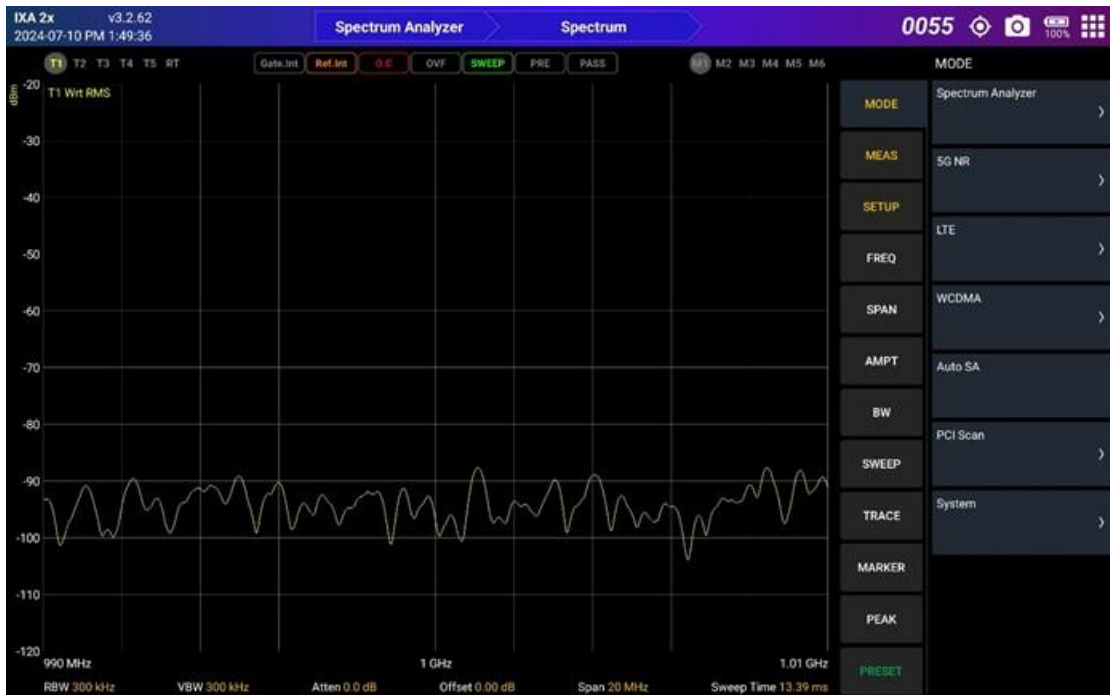 IXA 2x v3.2.62
2024-07-10 PM 1:49:36
Spectrum Analyzer Spectrum
0055 100%
T1 T2 T3 T4 T5 RT Gate.Int Ref.Int O.C OVF SWEEP PRE PASS M1 M2 M3 M4 M5 M6
MODE
dBm
T1 Wrt RMS
-20
-30
-40
-50
-60
-70
-80
-90
-100
-110
-120
990 MHz 1 GHz 1.01 GHz
RBW 300 kHz VBW 300 kHz Atten 0.0 dB Offset 0.00 dB Span 20 MHz Sweep Time 13.39 ms
MODE
MEAS
SETUP
FREQ
SPAN
AMPT
BW
SWEEP
TRACE
MARKER
PEAK
PRESET
Spectrum Analyzer
5G NR
LTE
WCDMA
Auto SA
PCI Scan
System